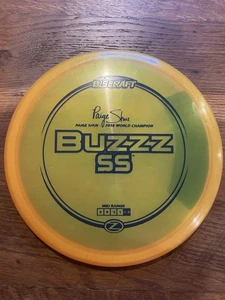 DISCRAFT
Paige Shue
PAIGE SHUE 2018 WORLD CHAMPION
BUZZZ
SS
MID RANGE
Z